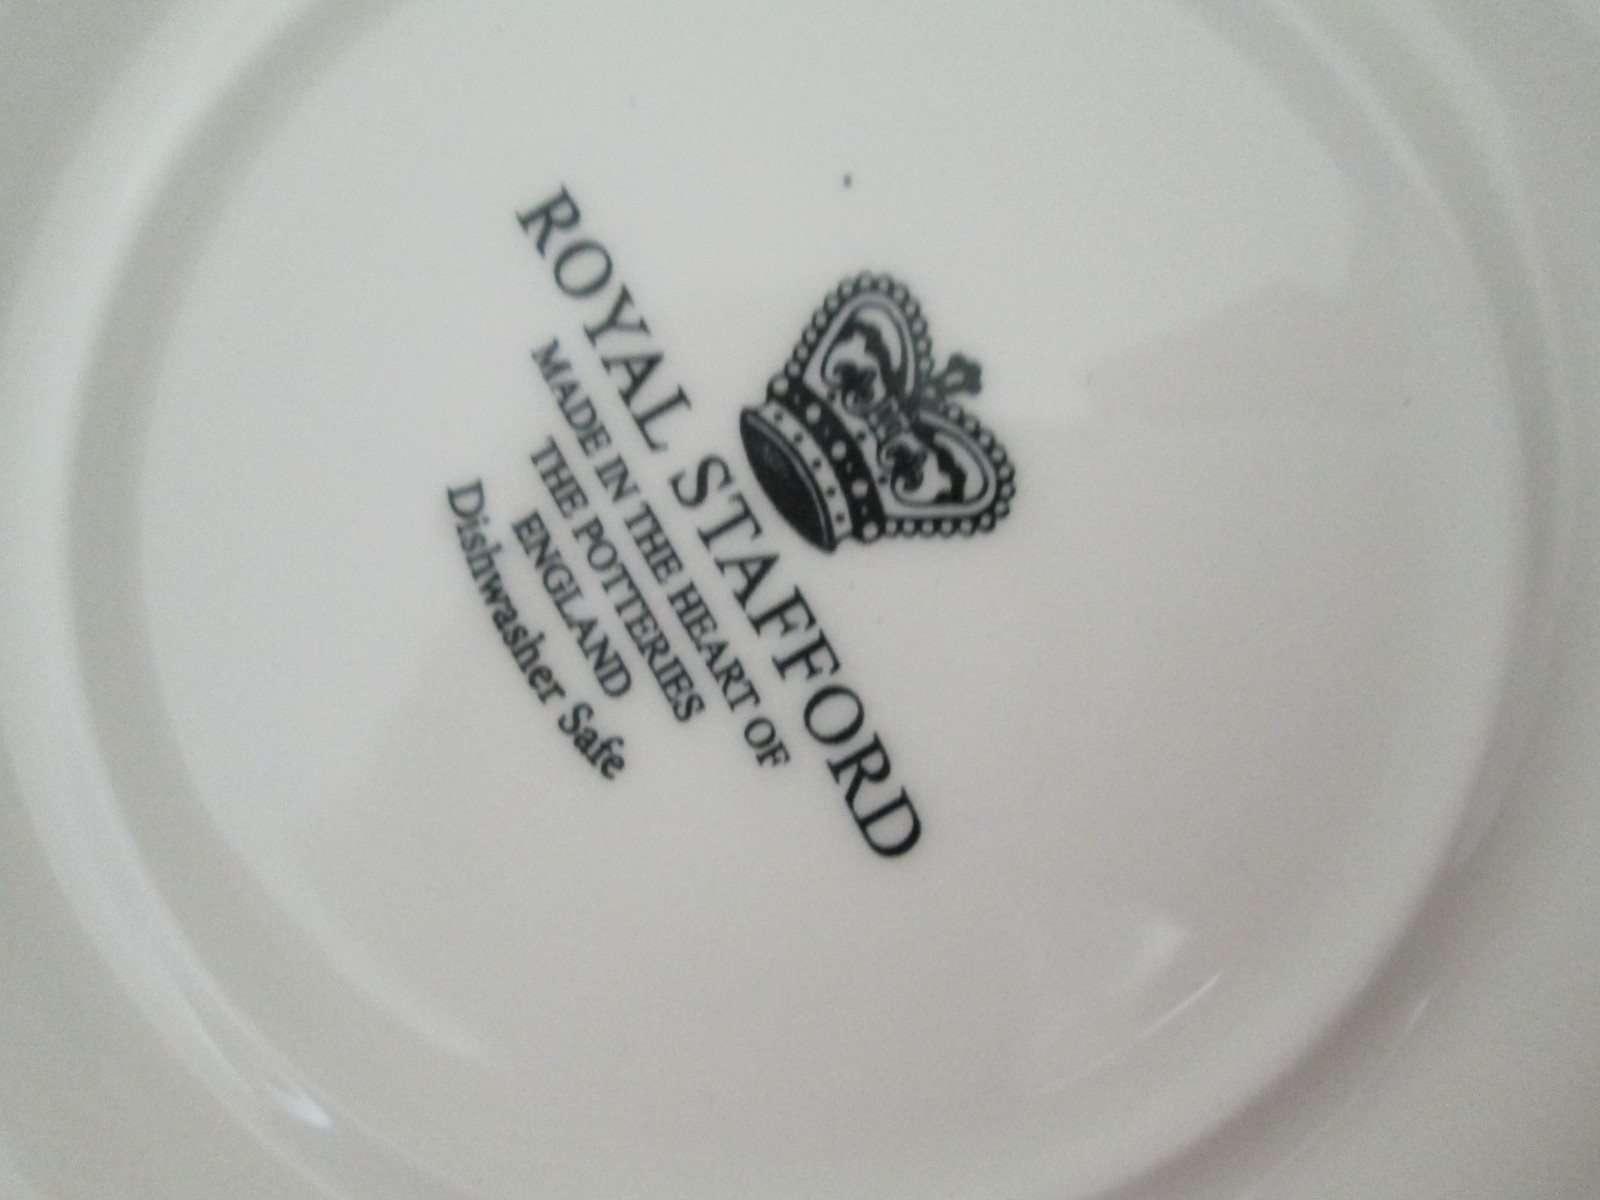 ROYAL STAFFORD
MADE IN THE HEART OF
THE POTTERIES
ENGLAND
Dishwasher Safe